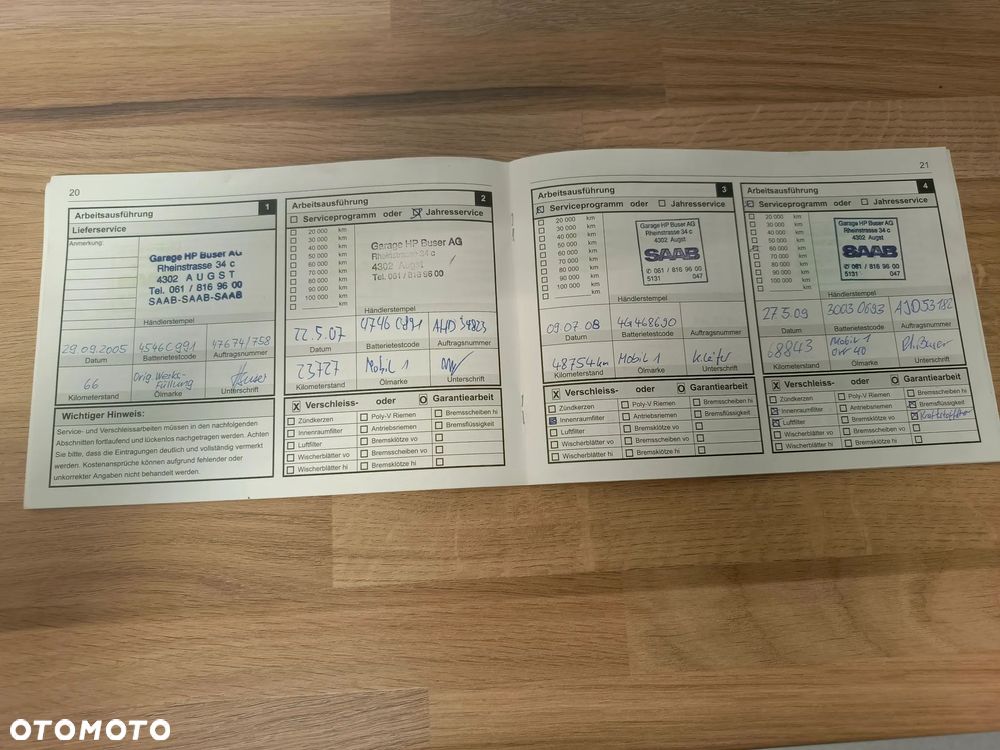 20
Arbeitsausführung 1
Lieferservice
Anmerkung:
Garage HP Buser AG
Rheinstrasse 34 c
4302 AUGST
Tel. 061 / 816 96 00
SAAB-SAAB-SAAB
Händlerstempel
29.09.2005 4546C991 47674/758
Datum Batterietestcode Auftragsnummer
66 Orig. Werks-
Füllung
Kilometerstand Ölmarke Unterschrift
Wichtiger Hinweis:
Service- und Verschleissarbeiten müssen in den nachfolgenden
Abschnitten fortlaufend und lückenlos nachgetragen werden. Achten
Sie bitte, dass die Eintragungen deutlich und vollständig vermerkt
werden. Kostenansprüche können aufgrund fehlender oder
unkorrekter Angaben nicht behandelt werden.
Arbeitsausführung 2
Serviceprogramm oder Jahresservice
20 000 km
30 000 km
40 000 km
50 000 km
60 000 km
70 000 km
80 000 km
90 000 km
100 000 km
km
Garage HP Buser AG
Rheinstrasse 34 c
4302 Augst
Tel. 061 / 816 96 00
Händlerstempel
22.5.07 4746C891 AHD 34823
Datum Batterietestcode Auftragsnummer
23727 Mobil 1
Kilometerstand Ölmarke Unterschrift
X Verschleiss- oder O Garantiearbeit
Zündkerzen Poly-V Riemen Bremsscheiben hi
Innenraumfilter Antriebsriemen Bremsflüssigkeit
Luftfilter Bremsklötze vo
Wischerblätter vo Bremsscheiben vo
Wischerblätter hi Bremsklötze hi
21
Arbeitsausführung 3
Serviceprogramm oder Jahresservice
20 000 km
30 000 km
40 000 km
50 000 km
60 000 km
70 000 km
80 000 km
90 000 km
100 000 km
km
Garage HP Buser AG
Rheinstrasse 34 c
4302 Augst
SAAB
✆ 061 / 816 96 00
5131 047
Händlerstempel
09.07 08 4G468690
Datum Batterietestcode Auftragsnummer
48754km Mobil 1
Kilometerstand Ölmarke Unterschrift
X Verschleiss- oder O Garantiearbeit
Zündkerzen Poly-V Riemen Bremsscheiben hi
Innenraumfilter Antriebsriemen Bremsflüssigkeit
Luftfilter Bremsklötze vo
Wischerblätter vo Bremsscheiben vo
Wischerblätter hi Bremsklötze hi
Arbeitsausführung 4
Serviceprogramm oder Jahresservice
20 000 km
30 000 km
40 000 km
50 000 km
60 000 km
70 000 km
80 000 km
90 000 km
100 000 km
km
Garage HP Buser AG
Rheinstrasse 34 c
4302 Augst
SAAB
✆ 061 / 816 96 00
5131 047
Händlerstempel
27 5.09 3003 0693 AJD53182
Datum Batterietestcode Auftragsnummer
68843 Mobil 1
0W 40
Kilometerstand Ölmarke Unterschrift
X Verschleiss- oder O Garantiearbeit
Zündkerzen Poly-V Riemen Bremsscheiben hi
Innenraumfilter Antriebsriemen Bremsflüssigkeit
Luftfilter Bremsklötze vo Kraftstofffilter
Wischerblätter vo Bremsscheiben vo
Wischerblätter hi Bremsklötze hi
OTOMOTO